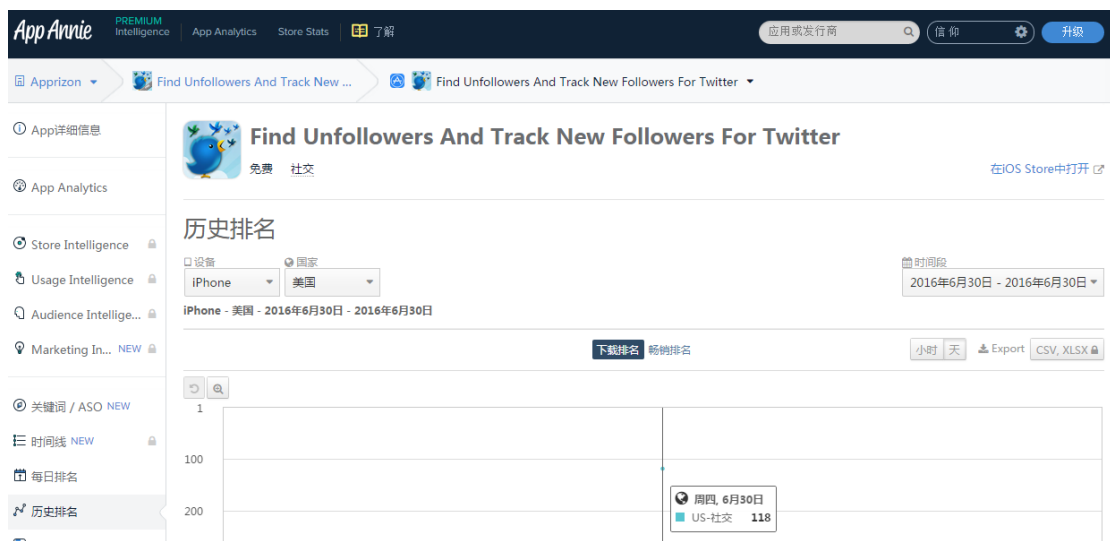 App Annie PREMIUM Intelligence App Analytics Store Stats 了解 应用或发行商 信仰 升级
Apprizon Find Unfollowers And Track New ... Find Unfollowers And Track New Followers For Twitter
App详细信息
App Analytics
Store Intelligence
Usage Intelligence
Audience Intellige...
Marketing In... NEW
关键词 / ASO NEW
时间线 NEW
每日排名
历史排名
Find Unfollowers And Track New Followers For Twitter
免费 社交
在iOS Store中打开
历史排名
设备 国家 时间段
iPhone 美国 2016年6月30日 - 2016年6月30日
iPhone - 美国 - 2016年6月30日 - 2016年6月30日
下载排名 畅销排名 小时 天 Export CSV, XLSX
1
100
200
周四, 6月30日
US-社交 118